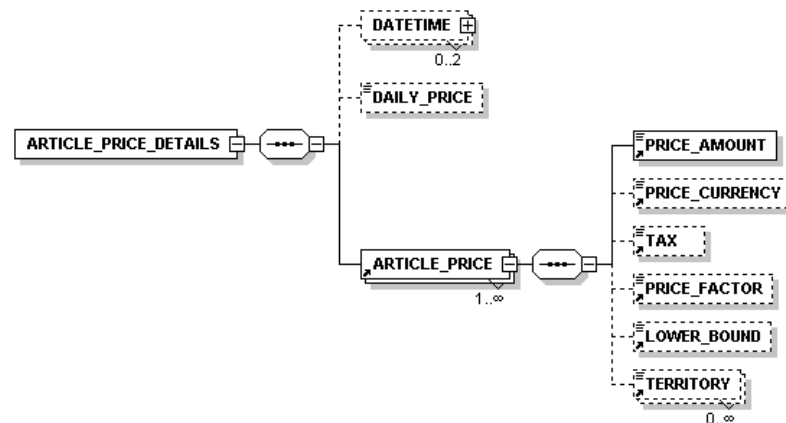 DATETIME
0..2
DAILY_PRICE
ARTICLE_PRICE_DETAILS
ARTICLE_PRICE
1..∞
PRICE_AMOUNT
PRICE_CURRENCY
TAX
PRICE_FACTOR
LOWER_BOUND
TERRITORY
0..∞